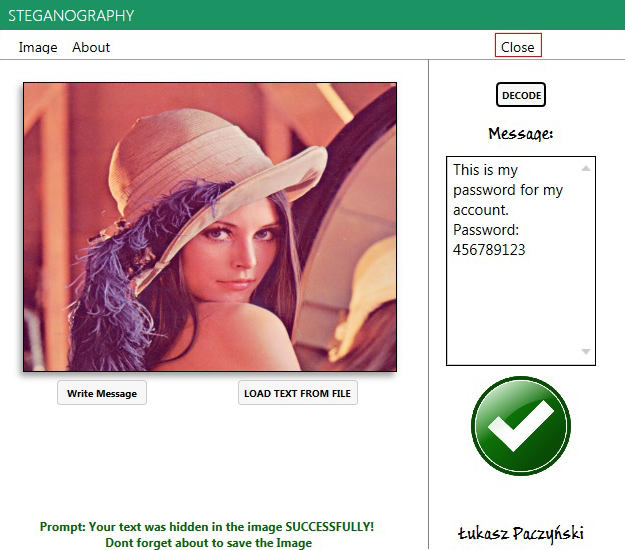 STEGANOGRAPHY
Image About Close
DECODE
Message:
This is my
password for my
account.
Password:
456789123
Write Message LOAD TEXT FROM FILE
Prompt: Your text was hidden in the image SUCCESSFULLY!
Dont forget about to save the Image
Łukasz Paczyński